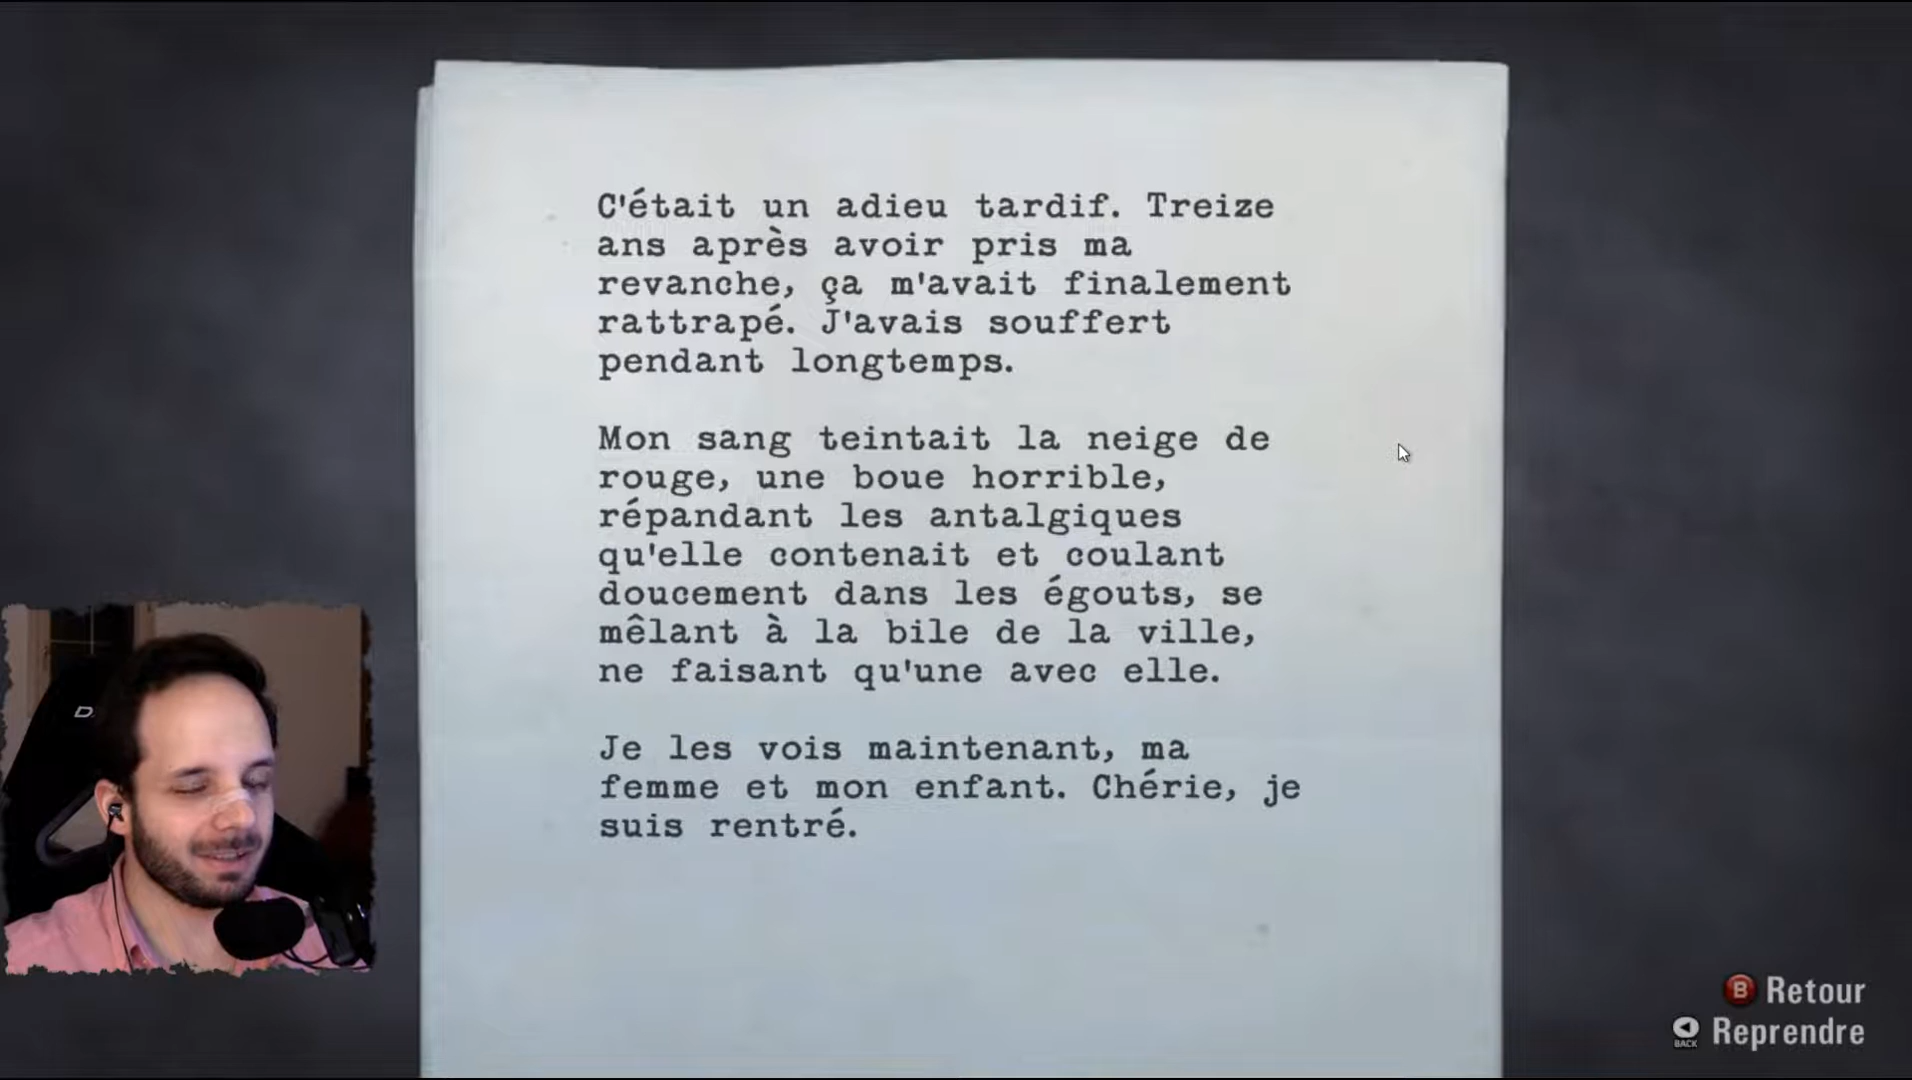 C'était un adieu tardif. Treize
ans après avoir pris ma
revanche, ça m'avait finalement
rattrapé. J'avais souffert
pendant longtemps.
Mon sang teintait la neige de
rouge, une boue horrible,
répandant les antalgiques
qu'elle contenait et coulant
doucement dans les égouts, se
mêlant à la bile de la ville,
ne faisant qu'une avec elle.
Je les vois maintenant, ma
femme et mon enfant. Chérie, je
suis rentré.
D
B Retour
BACK Reprendre